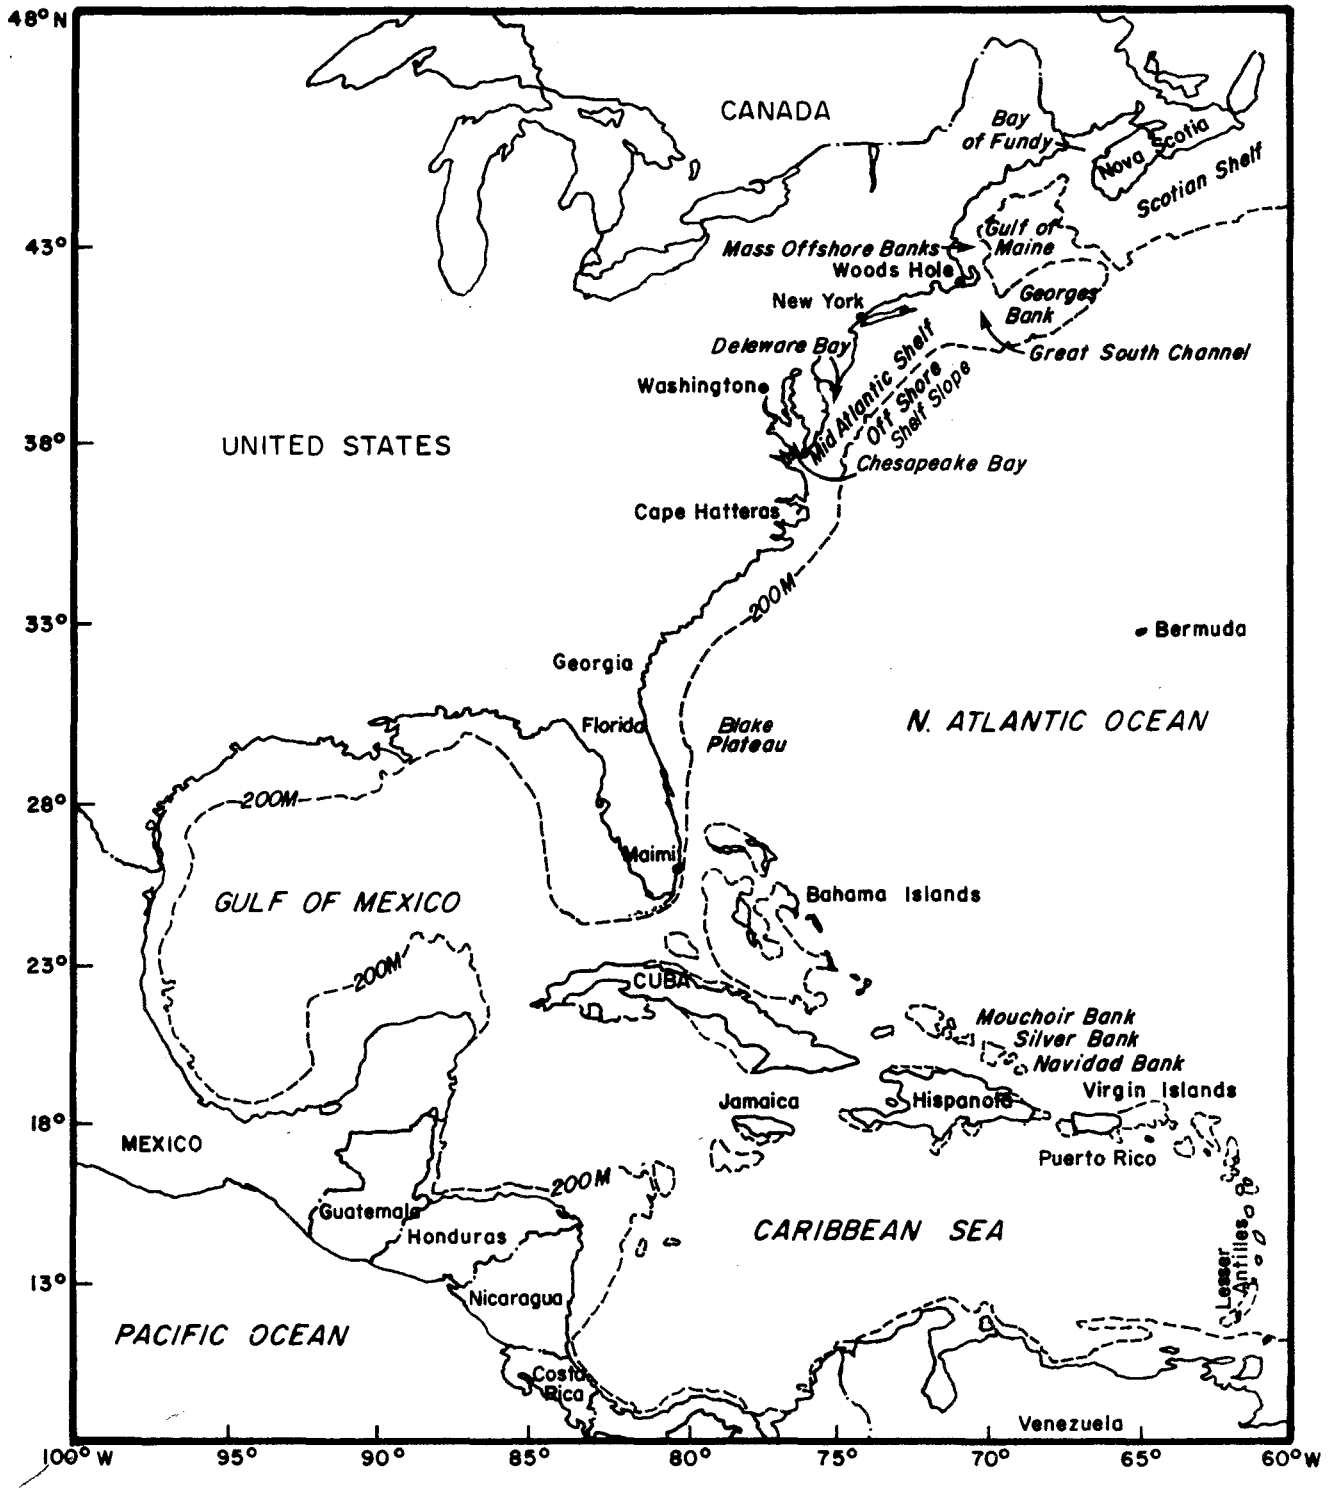 48° N
CANADA
Bay
of Fundy
Nova Scotia
Scotian Shelf
Gulf of
Maine
43°
Mass Offshore Banks
Woods Hole
Georges
Bank
New York
Great South Channel
Deleware Bay
Mid Atlantic Shelf
Off Shore
Shelf Slope
Washington
38°
UNITED STATES
Chesapeake Bay
Cape Hatteras
200M
33°
Bermuda
Georgia
Florida
Blake
Plateau
N. ATLANTIC OCEAN
28°
200M
Maimi
Bahama Islands
GULF OF MEXICO
23°
200M
CUBA
Mouchoir Bank
Silver Bank
Navidad Bank
Virgin Islands
Jamaica
Hispanola
18°
MEXICO
Puerto Rico
200M
Guatemala
Honduras
CARIBBEAN SEA
Lesser
Antilles
13°
Nicaragua
PACIFIC OCEAN
Costa
Rica
Venezuela
100° W
95°
90°
85°
80°
75°
70°
65°
60° W